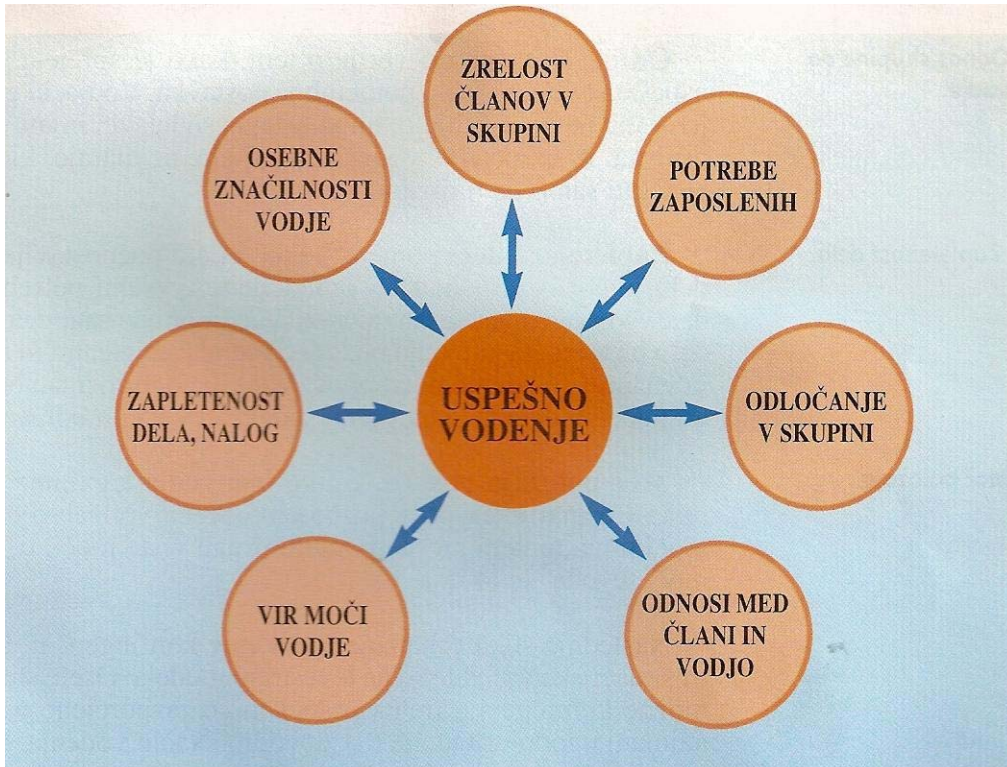 ZRELOST
ČLANOV V
SKUPINI
POTREBE
ZAPOSLENIH
ODLOČANJE
V SKUPINI
ODNOSI MED
ČLANI IN
VODJO
VIR MOČI
VODJE
ZAPLETENOST
DELA, NALOG
OSEBNE
ZNAČILNOSTI
VODJE
USPEŠNO
VODENJE